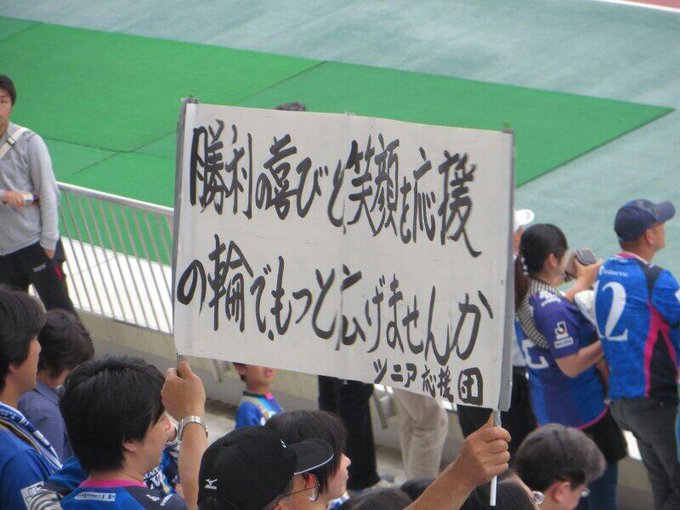 勝利の喜びと笑顔を応援
の輪で、もっと広げませんか
シニア応援団
2